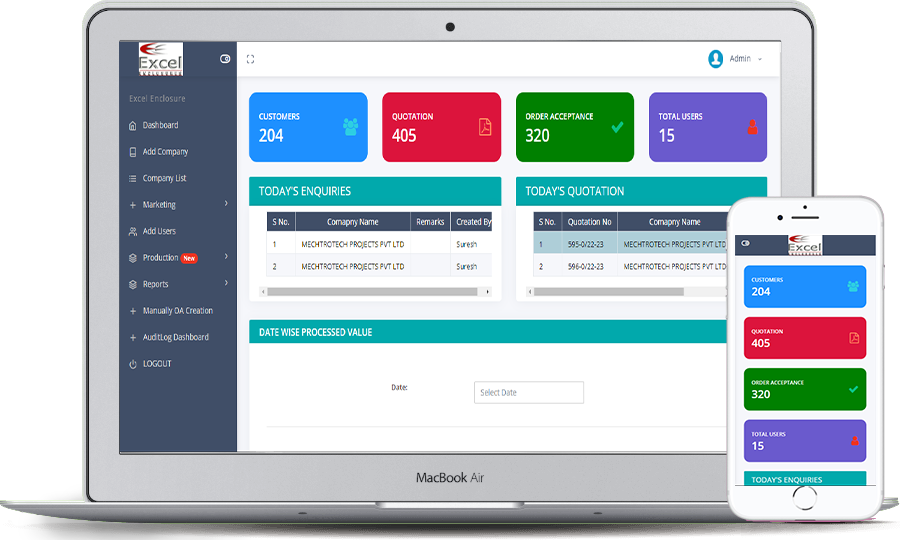 Excel
ENCLOSURE
Admin
Excel Enclosure
Dashboard
Add Company
Company List
Marketing
Add Users
Production New
Reports
Manually OA Creation
AuditLog Dashboard
LOGOUT
CUSTOMERS
204
QUOTATION
405
ORDER ACCEPTANCE
320
TOTAL USERS
15
TODAY'S ENQUIRIES
S No. Comapny Name Remarks Created By
1 MECHTROTECH PROJECTS PVT LTD Suresh
2 MECHTROTECH PROJECTS PVT LTD Suresh
TODAY'S QUOTATION
S No. Quotation No Comapny Name
1 595-0/22-23 MECHTROTECH PROJECTS PVT LTD
2 596-0/22-23 MECHTROTECH PROJECTS PVT LTD
DATE WISE PROCESSED VALUE
Date: Select Date
MacBook Air
Excel
CUSTOMERS
204
QUOTATION
405
ORDER ACCEPTANCE
320
TOTAL USERS
15
TODAY'S ENQUIRIES